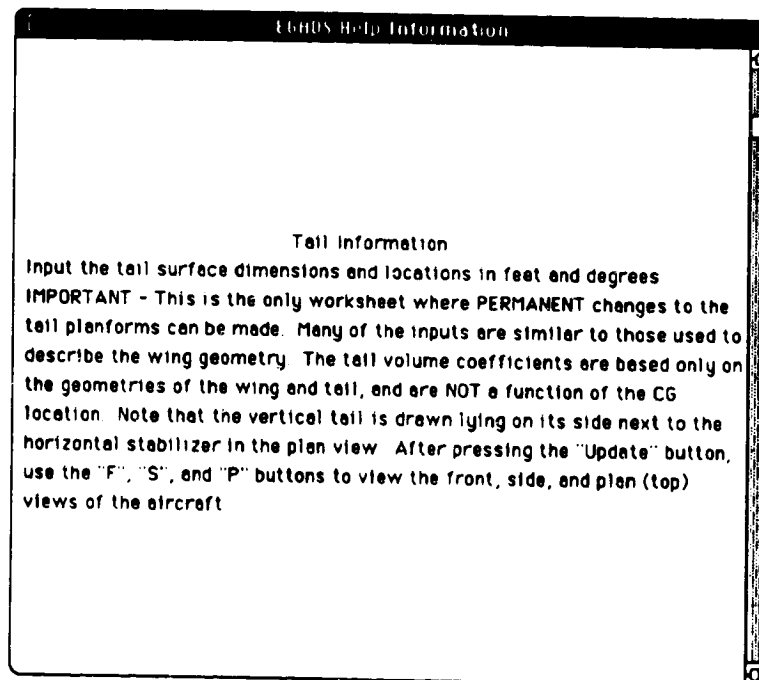 EGADS Help Information
Tail Information
Input the tail surface dimensions and locations in feet and degrees
IMPORTANT - This is the only worksheet where PERMANENT changes to the
tail planforms can be made. Many of the inputs are similar to those used to
describe the wing geometry. The tail volume coefficients are based only on
the geometries of the wing and tail, and are NOT a function of the CG
location. Note that the vertical tail is drawn lying on its side next to the
horizontal stabilizer in the plan view. After pressing the "Update" button,
use the "F", "S", and "P" buttons to view the front, side, and plan (top)
views of the aircraft